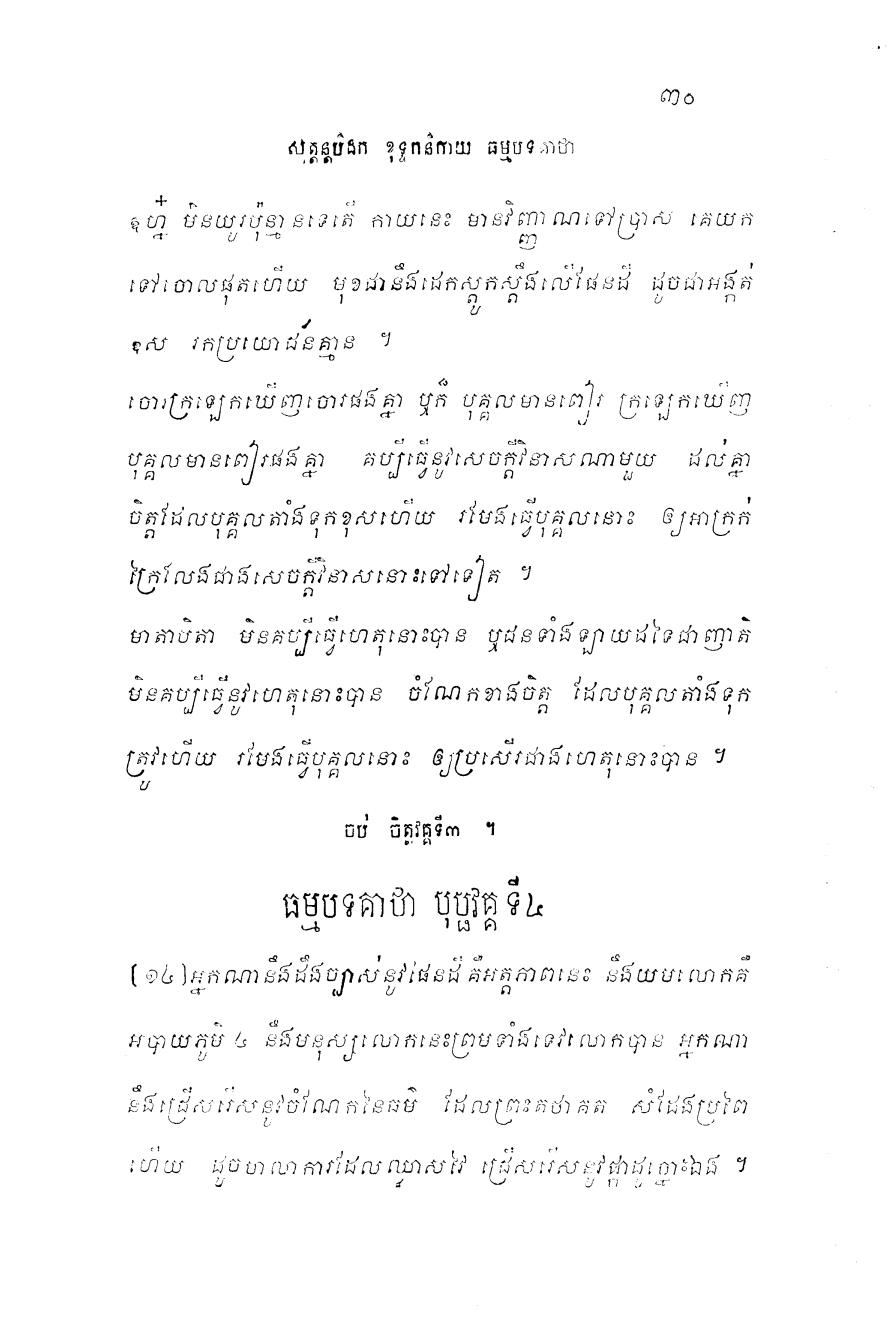 ៣០
សុត្តន្តបិដក ខុទ្ទកនិកាយ ធម្មបទគាថា
ឧហ្ន៎ មិនយូរប៉ុន្មានទេតើ កាយនេះ មានវិញ្ញាណទៅប្រាស គេយក
ទៅចោលផុតហើយ មុខជានឹងដេកស្តូកស្តឹងលើផែនដី ដូចជាអង្កត់
ឧស រកប្រយោជន៍គ្មាន ។
ចោរក្រឡេកឃើញចោរផងគ្នា ឬក៏ បុគ្គលមានពៀរ ក្រឡេកឃើញ
បុគ្គលមានពៀរផងគ្នា គប្បីធ្វើនូវសេចក្តីវិនាសណាមួយ ដល់គ្នា
ចិត្តដែលបុគ្គលតាំងទុកខុសហើយ រមែងធ្វើបុគ្គលនោះ ឲ្យអាក្រក់
ក្រៃលែងជាងសេចក្តីវិនាសនោះទៅទៀត ។
មាតាបិតា មិនគប្បីធ្វើហេតុនោះបាន ឬជនទាំងឡាយដទៃជាញាតិ
មិនគប្បីធ្វើនូវហេតុនោះបាន ចំណែកខាងចិត្ត ដែលបុគ្គលតាំងទុក
ត្រូវហើយ រមែងធ្វើបុគ្គលនោះ ឲ្យប្រសើរជាងហេតុនោះបាន ។
ចប់ ចិត្តវគ្គទី៣ ។
ធម្មបទគាថា បុប្ផវគ្គ ទី៤
(១៤)អ្នកណានឹងដឹងច្បាស់នូវផែនដី គឺអត្តភាពនេះ នឹងយមលោកគឺ
អបាយភូមិ ៤ នឹងមនុស្សលោកនេះព្រមទាំងទេវលោកបាន អ្នកណា
នឹងជ្រើសរើសនូវចំណែកនៃធម៌ ដែលព្រះតថាគត សំដែងប្រពៃ
ហើយ ដូចមាលាការដែលឈ្លាសវៃ ជ្រើសរើសនូវផ្កាដូច្នោះឯង ។